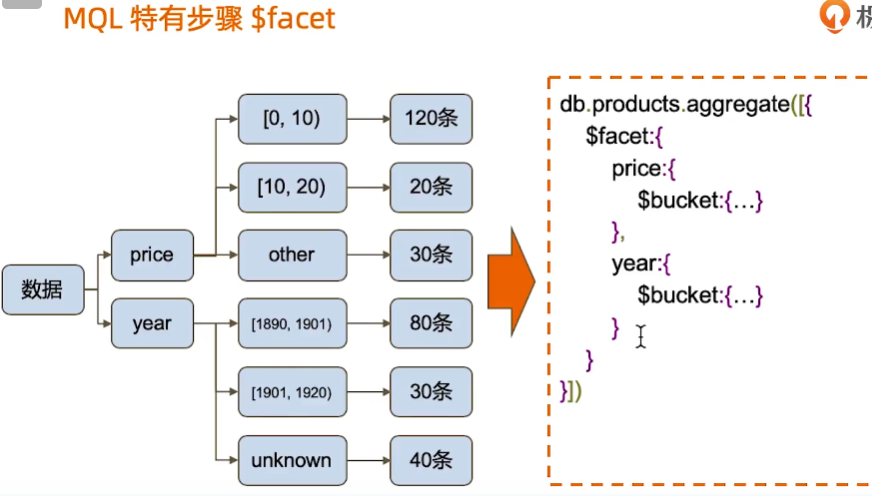 MQL 特有步骤 $facet
数据
price
year
[0, 10)
120条
[10, 20)
20条
other
30条
[1890, 1901)
80条
[1901, 1920)
30条
unknown
40条
db.products.aggregate([{
$facet:{
price:{
$bucket:{…}
},
year:{
$bucket:{…}
}
}
}])